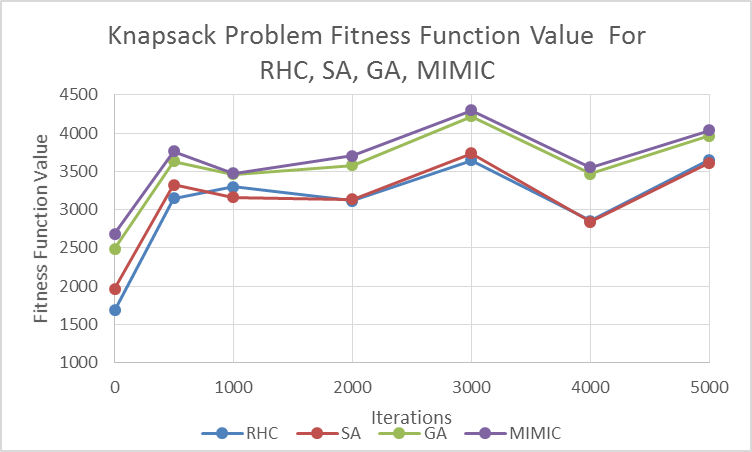 Knapsack Problem Fitness Function Value For
RHC, SA, GA, MIMIC
Fitness Function Value
4500
4000
3500
3000
2500
2000
1500
1000
0 1000 2000 3000 4000 5000
Iterations
RHC SA GA MIMIC